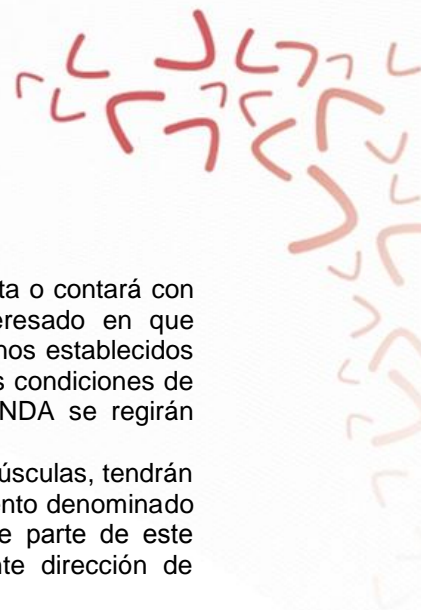 ta o contará con
eresado en que
nos establecidos
s condiciones de
NDA se regirán
úsculas, tendrán
ento denominado
e parte de este
nte dirección de